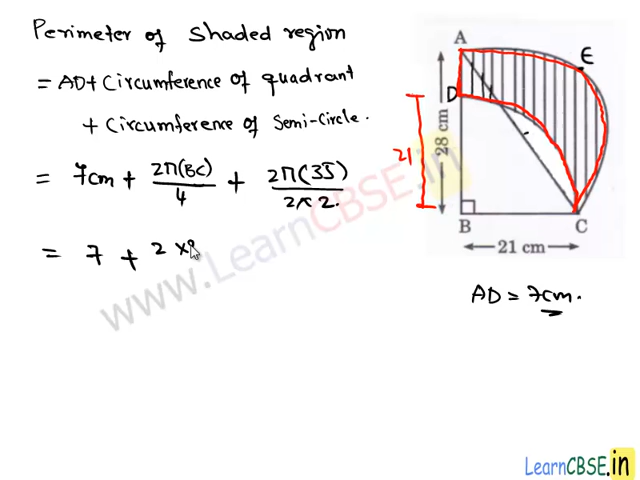 Perimeter of shaded region
= AD + Circumference of quadrant
+ Circumference of Semi-Circle.
= 7cm + 2π(BC)/4 + 2π(35)/2×2.
= 7 + 2 ×
A
E
D
21
28 cm
B
C
21 cm
AD = 7cm.
www.LearnCBSE.in
LearnCBSE.in